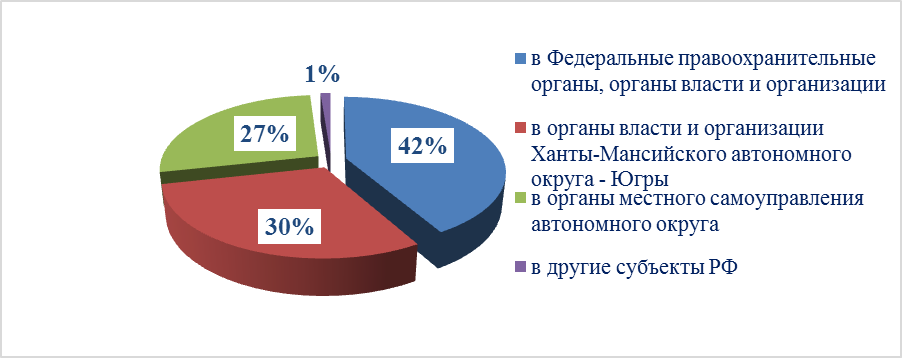 1%
27%
42%
30%
в Федеральные правоохранительные
органы, органы власти и организации
в органы власти и организации
Ханты-Мансийского автономного
округа - Югры
в органы местного самоуправления
автономного округа
в другие субъекты РФ